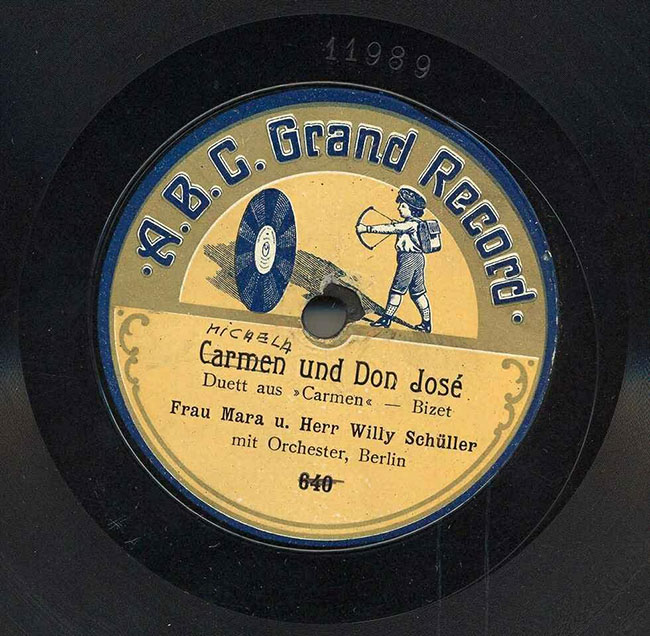 11989
·A.B.C. Grand Record·
MICAELA
Carmen und Don José
Duett aus »Carmen« — Bizet
Frau Mara u. Herr Willy Schüller
mit Orchester, Berlin
640